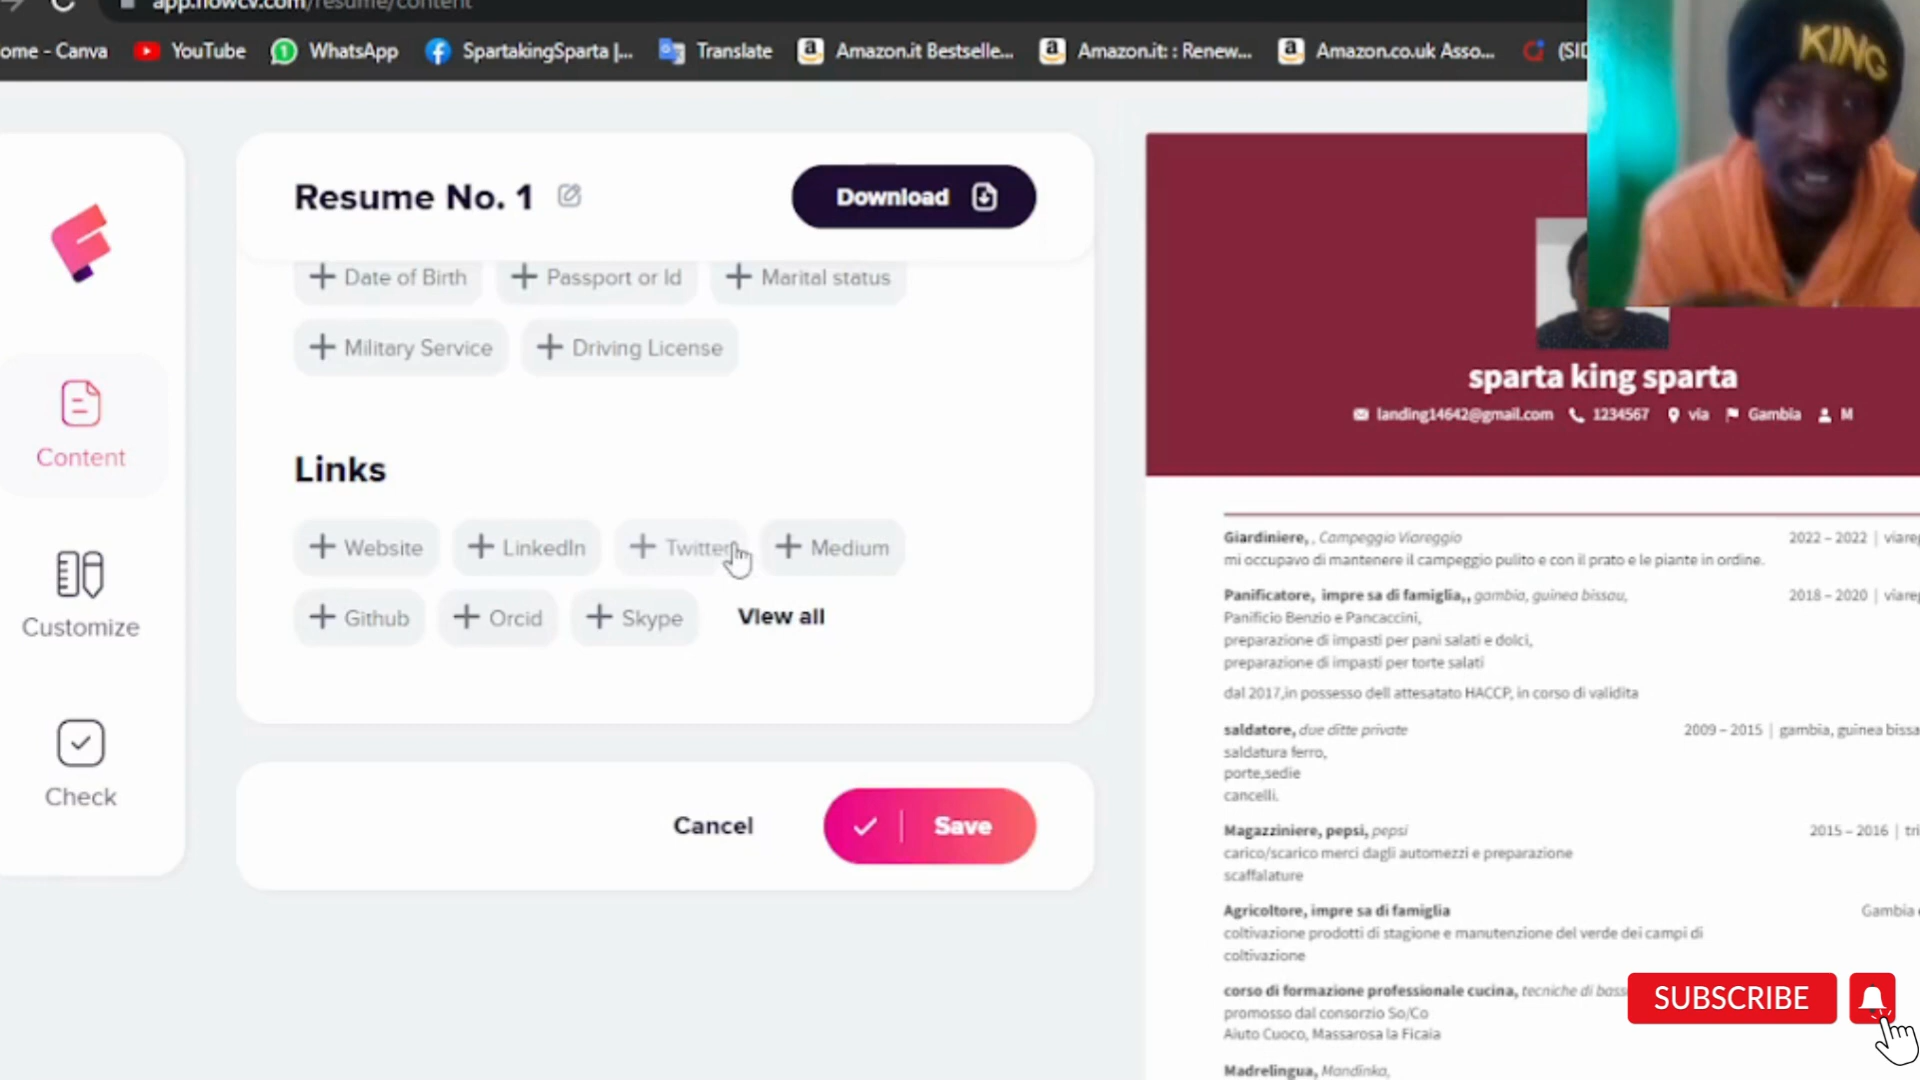 ome - Canva YouTube WhatsApp SpartakingSparta |... Translate Amazon.it Bestselle... Amazon.it: : Renew... Amazon.co.uk Asso...
KING
Resume No. 1
Download
Date of Birth Passport or Id Marital status
Military Service Driving License
Links
Website LinkedIn Twitter Medium
Github Orcid Skype View all
Cancel Save
Content
Customize
Check
sparta king sparta
landing14642@gmail.com 1234567 via Gambia M
Giardiniere, , Campeggio Viareggio 2022 – 2022 | viareg
mi occupavo di mantenere il campeggio pulito e con il prato e le piante in ordine.
Panificatore, impre sa di famiglia,, gambia, guinea bissau, 2018 – 2020 | viareg
Panificio Benzio e Pancaccini,
preparazione di impasti per pani salati e dolci,
preparazione di impasti per torte salati
dal 2017,in possesso dell attesatato HACCP, in corso di validita
saldatore, due ditte private 2009 – 2015 | gambia, guinea bissa
saldatura ferro,
porte,sedie
cancelli.
Magazziniere, pepsi, pepsi 2015 – 2016 | tri
carico/scarico merci dagli automezzi e preparazione
scaffalature
Agricoltore, impre sa di famiglia Gambia
coltivazione prodotti di stagione e manutenzione del verde dei campi di
coltivazione
corso di formazione professionale cucina, tecniche di bass
promosso dal consorzio So/Co
Aiuto Cuoco, Massarosa la Ficaia
Madrelingua, Mandinka,
SUBSCRIBE